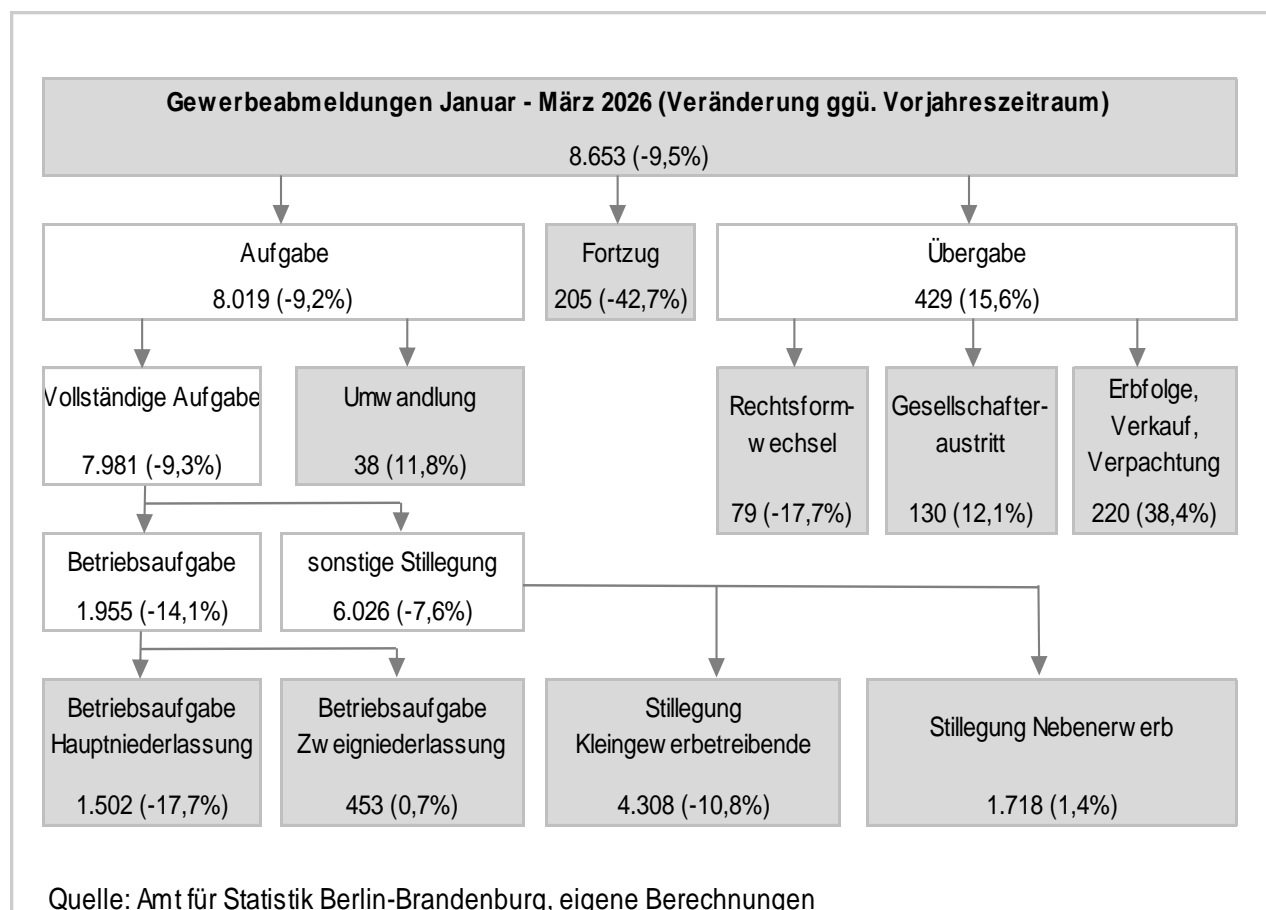 Gewerbeabmeldungen Januar - März 2026 (Veränderung ggü. Vorjahreszeitraum)
8.653 (-9,5%)
Aufgabe
8.019 (-9,2%)
Fortzug
205 (-42,7%)
Übergabe
429 (15,6%)
Vollständige Aufgabe
7.981 (-9,3%)
Umwandlung
38 (11,8%)
Rechtsform-
wechsel
79 (-17,7%)
Gesellschafter-
austritt
130 (12,1%)
Erbfolge,
Verkauf,
Verpachtung
220 (38,4%)
Betriebsaufgabe
1.955 (-14,1%)
sonstige Stillegung
6.026 (-7,6%)
Betriebsaufgabe
Hauptniederlassung
1.502 (-17,7%)
Betriebsaufgabe
Zweigniederlassung
453 (0,7%)
Stillegung
Kleingewerbetreibende
4.308 (-10,8%)
Stillegung Nebenerwerb
1.718 (1,4%)
Quelle: Amt für Statistik Berlin-Brandenburg, eigene Berechnungen